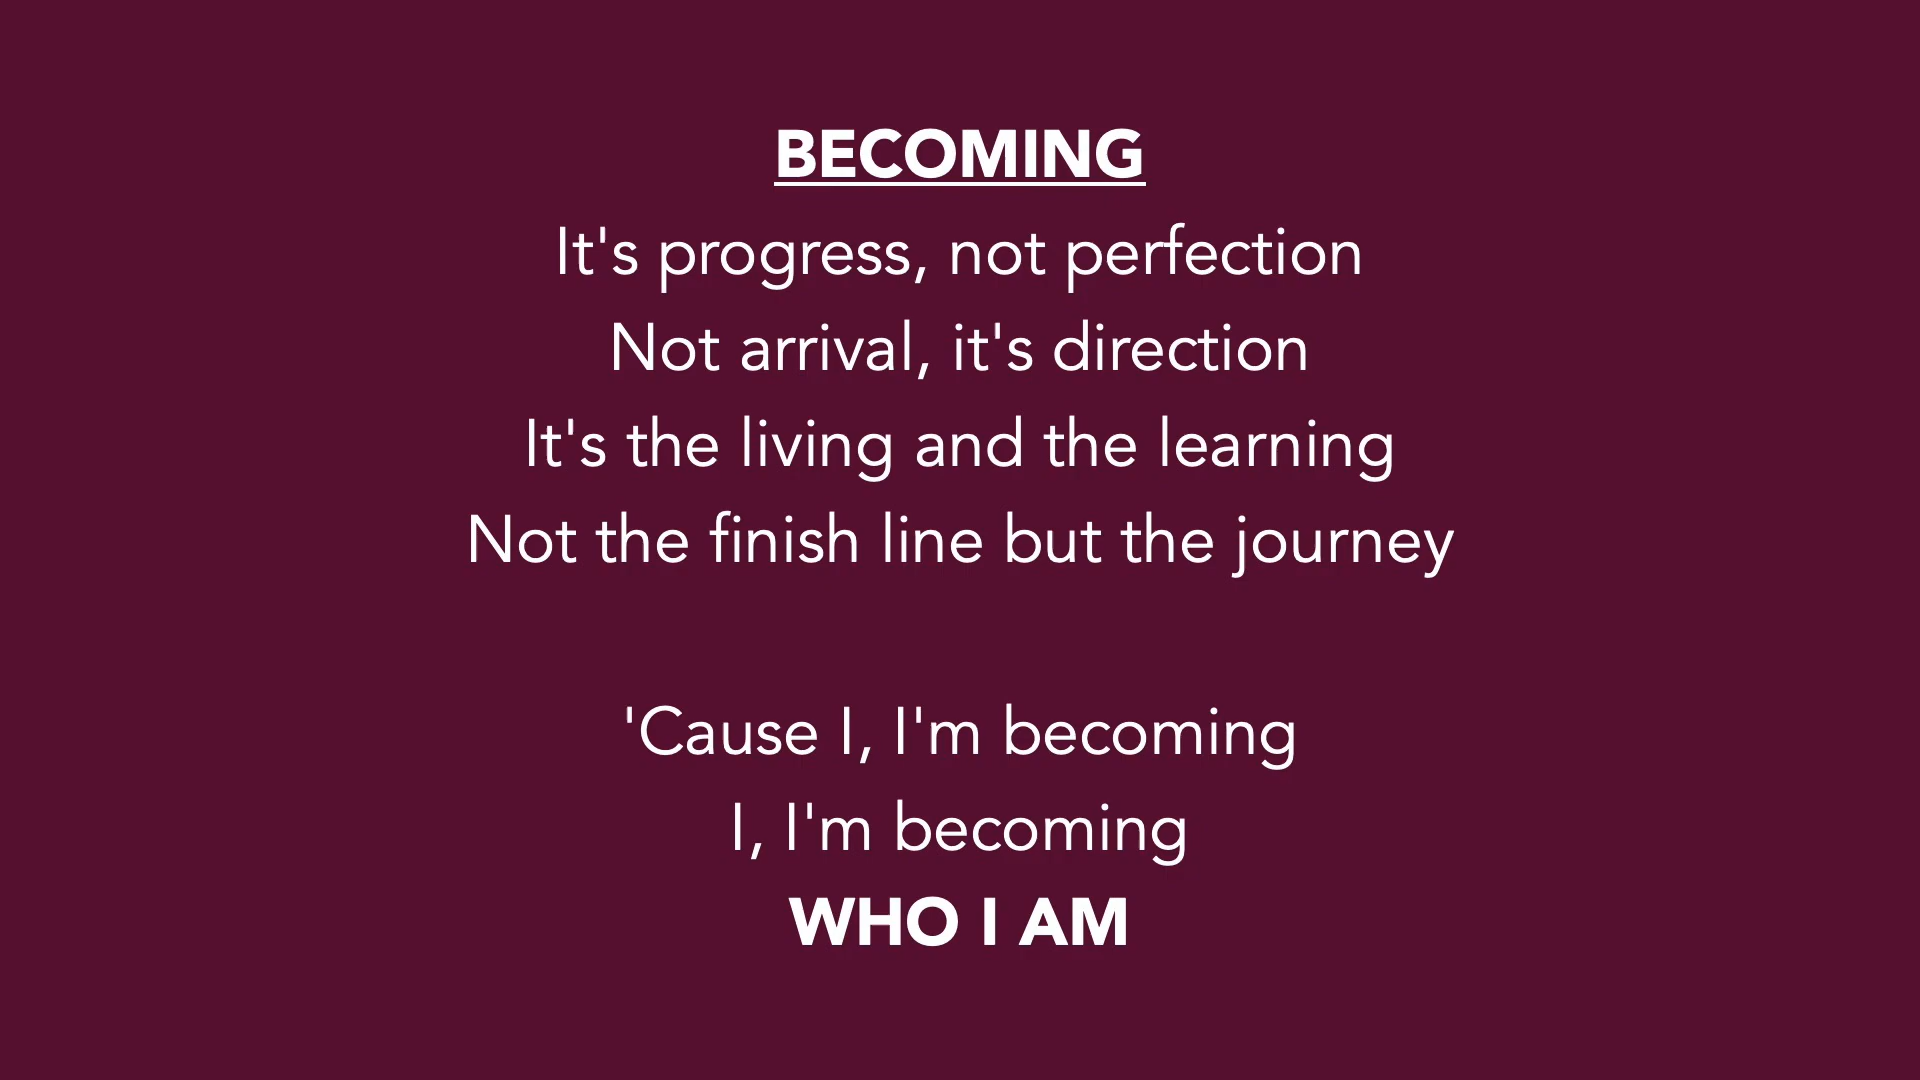 BECOMING
It's progress, not perfection
Not arrival, it's direction
It's the living and the learning
Not the finish line but the journey
'Cause I, I'm becoming
I, I'm becoming
WHO I AM